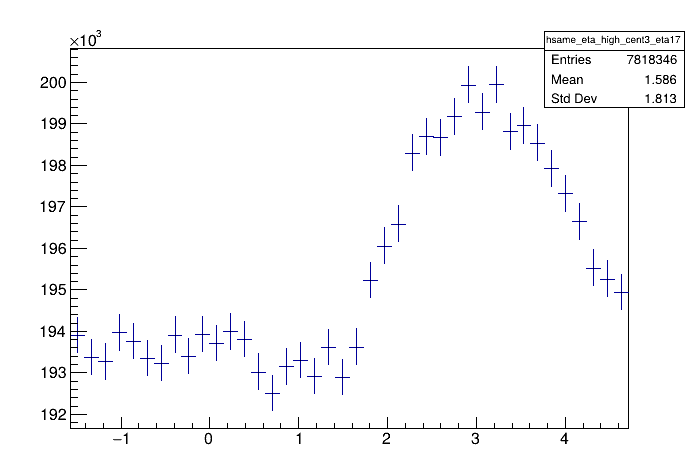 ×10³
hsame_eta_high_cent3_eta17
Entries 7818346
Mean 1.586
Std Dev 1.813
200
199
198
197
196
195
194
193
192
−1 0 1 2 3 4